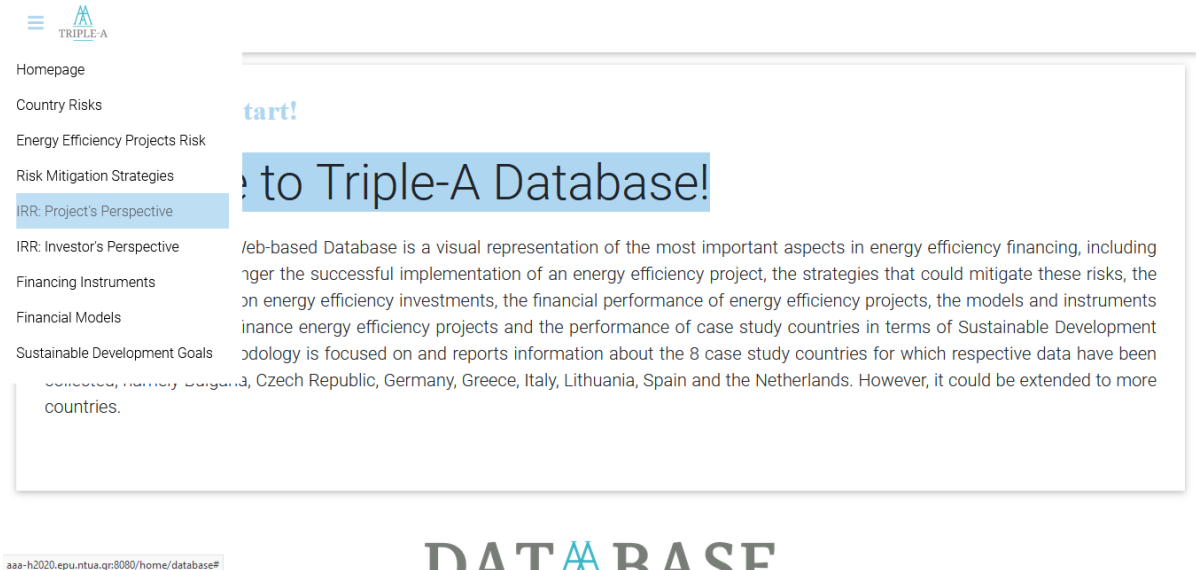 TRIPLE-A
Homepage
Country Risks
Energy Efficiency Projects Risk
Risk Mitigation Strategies
IRR: Project's Perspective
IRR: Investor's Perspective
Financing Instruments
Financial Models
Sustainable Development Goals
tart!
to Triple-A Database!
eb-based Database is a visual representation of the most important aspects in energy efficiency financing, including
nger the successful implementation of an energy efficiency project, the strategies that could mitigate these risks, the
on energy efficiency investments, the financial performance of energy efficiency projects, the models and instruments
inance energy efficiency projects and the performance of case study countries in terms of Sustainable Development
odology is focused on and reports information about the 8 case study countries for which respective data have been
collected, namely Bulgaria, Czech Republic, Germany, Greece, Italy, Lithuania, Spain and the Netherlands. However, it could be extended to more
countries.
DATABASE
aaa-h2020.epu.ntua.gr:8080/home/database#